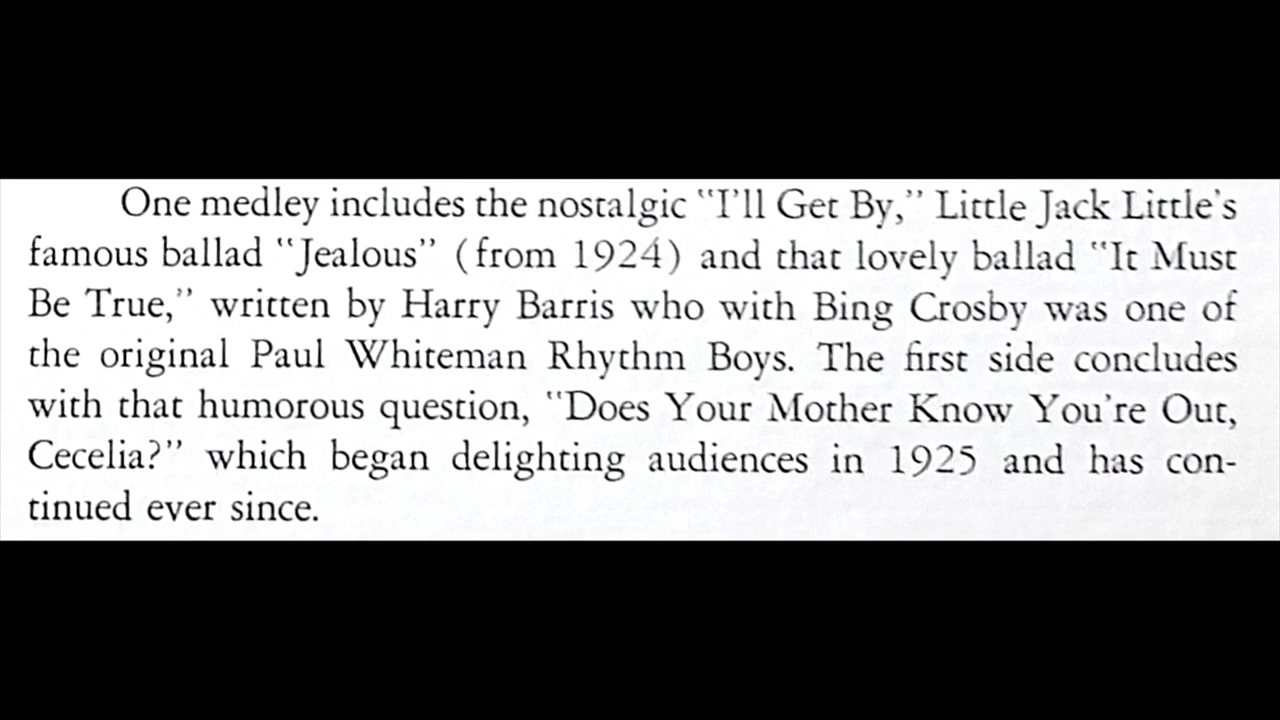 One medley includes the nostalgic "I'll Get By," Little Jack Little's
famous ballad "Jealous" (from 1924) and that lovely ballad "It Must
Be True," written by Harry Barris who with Bing Crosby was one of
the original Paul Whiteman Rhythm Boys. The first side concludes
with that humorous question, "Does Your Mother Know You're Out,
Cecelia?" which began delighting audiences in 1925 and has con-
tinued ever since.